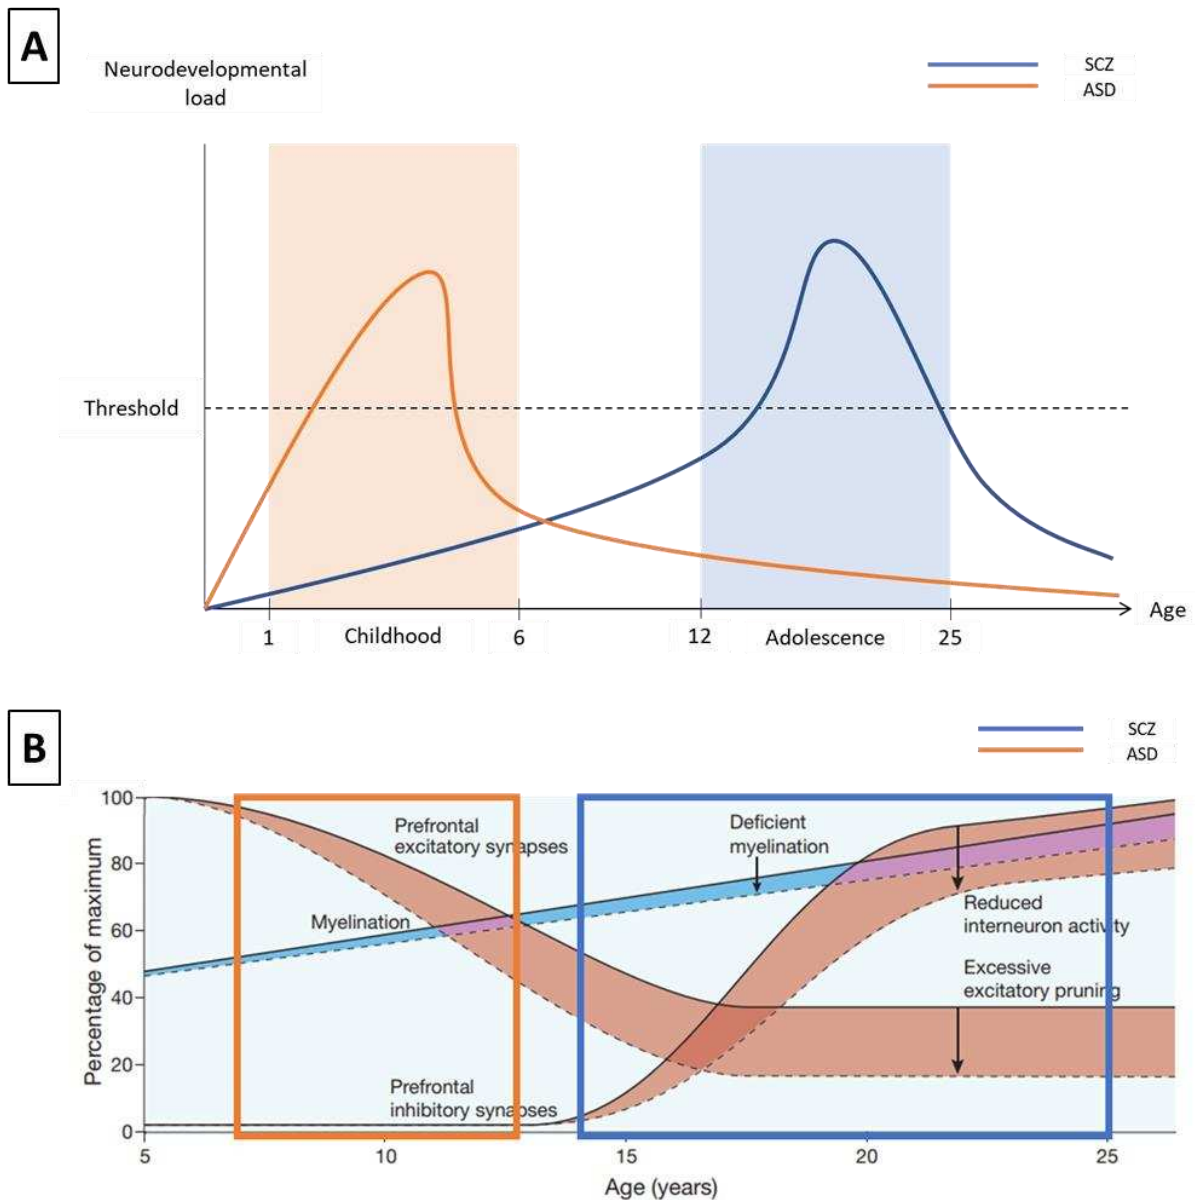 A
Neurodevelopmental
load
SCZ
ASD
Threshold
Age
1
Childhood
6
12
Adolescence
25
B
SCZ
ASD
Percentage of maximum
100
80
60
40
20
0
Prefrontal
excitatory synapses
Deficient
myelination
Myelination
Reduced
interneuron activity
Excessive
excitatory pruning
Prefrontal
inhibitory synapses
5
10
15
20
25
Age (years)